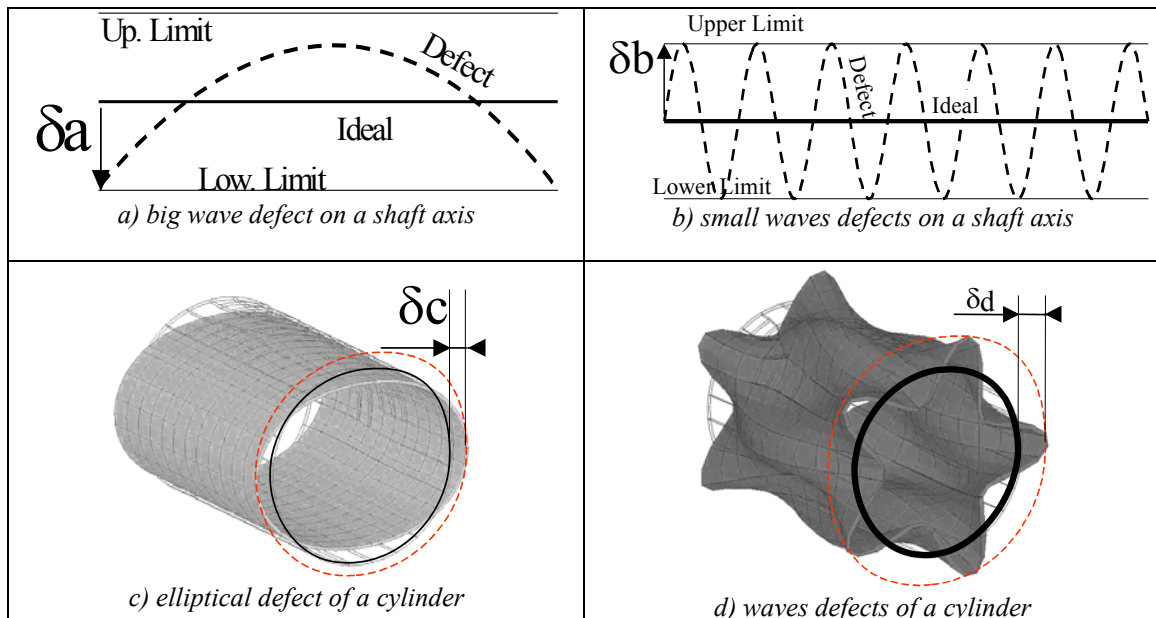 Up. Limit
Defect
δa
Ideal
Low. Limit
a) big wave defect on a shaft axis
Upper Limit
δb
Defect
Ideal
Lower Limit
b) small waves defects on a shaft axis
δc
c) elliptical defect of a cylinder
δd
d) waves defects of a cylinder